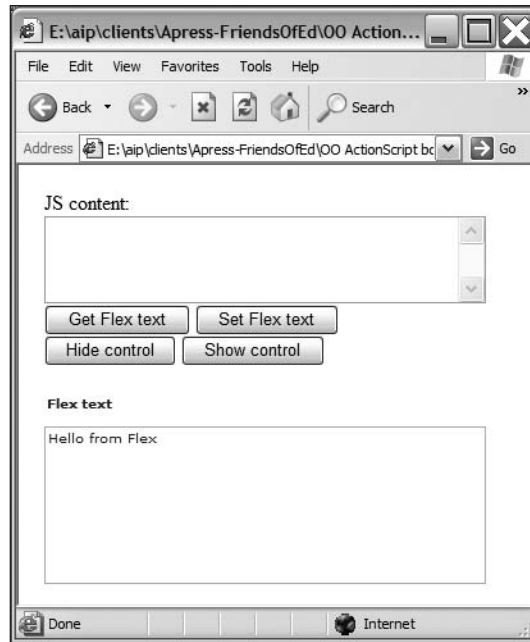 E:\aip\clients\Apress-FriendsOfEd\OO Action...
File Edit View Favorites Tools Help
Back Search »
Address E:\aip\clients\Apress-FriendsOfEd\OO ActionScript bc Go
JS content:
Get Flex text Set Flex text
Hide control Show control
Flex text
Hello from Flex
Done Internet